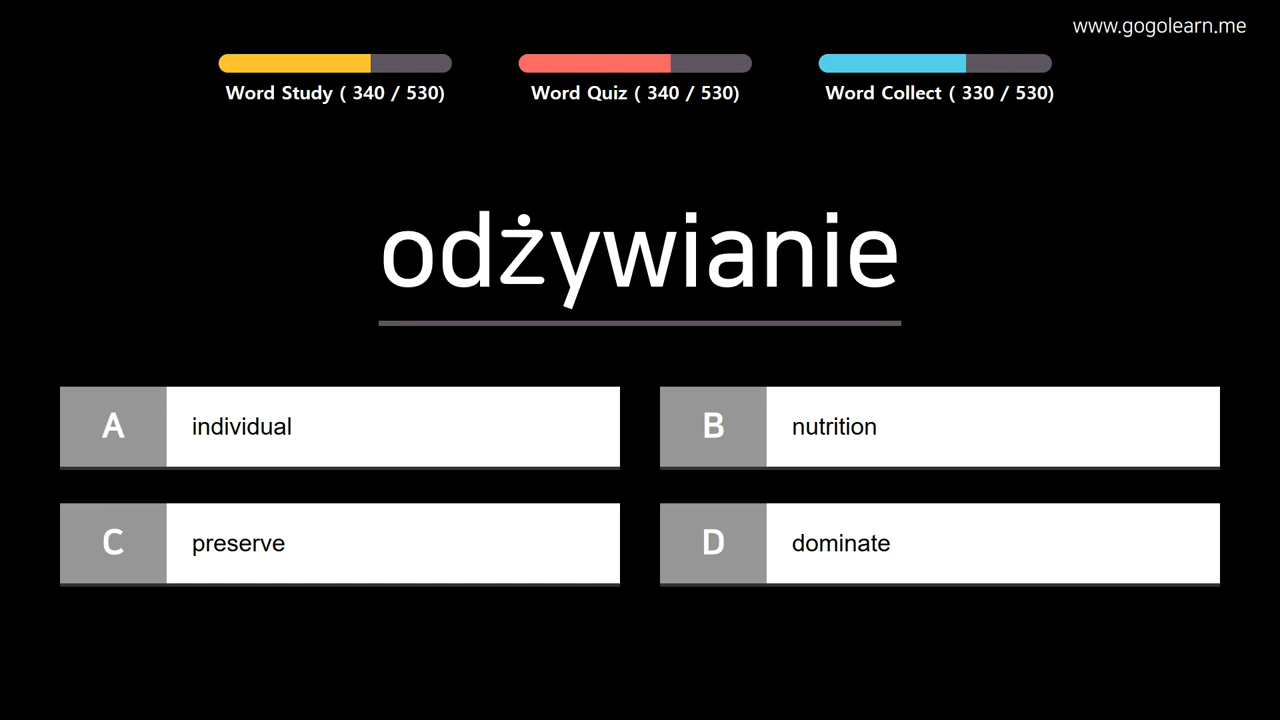 www.gogolearn.me
Word Study ( 340 / 530)
Word Quiz ( 340 / 530)
Word Collect ( 330 / 530)
odżywianie
A individual
B nutrition
C preserve
D dominate